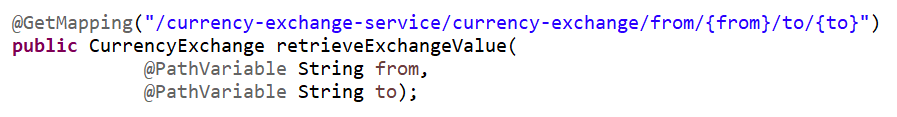 @GetMapping("/currency-exchange-service/currency-exchange/from/{from}/to/{to}")
public CurrencyExchange retrieveExchangeValue(
@PathVariable String from,
@PathVariable String to);